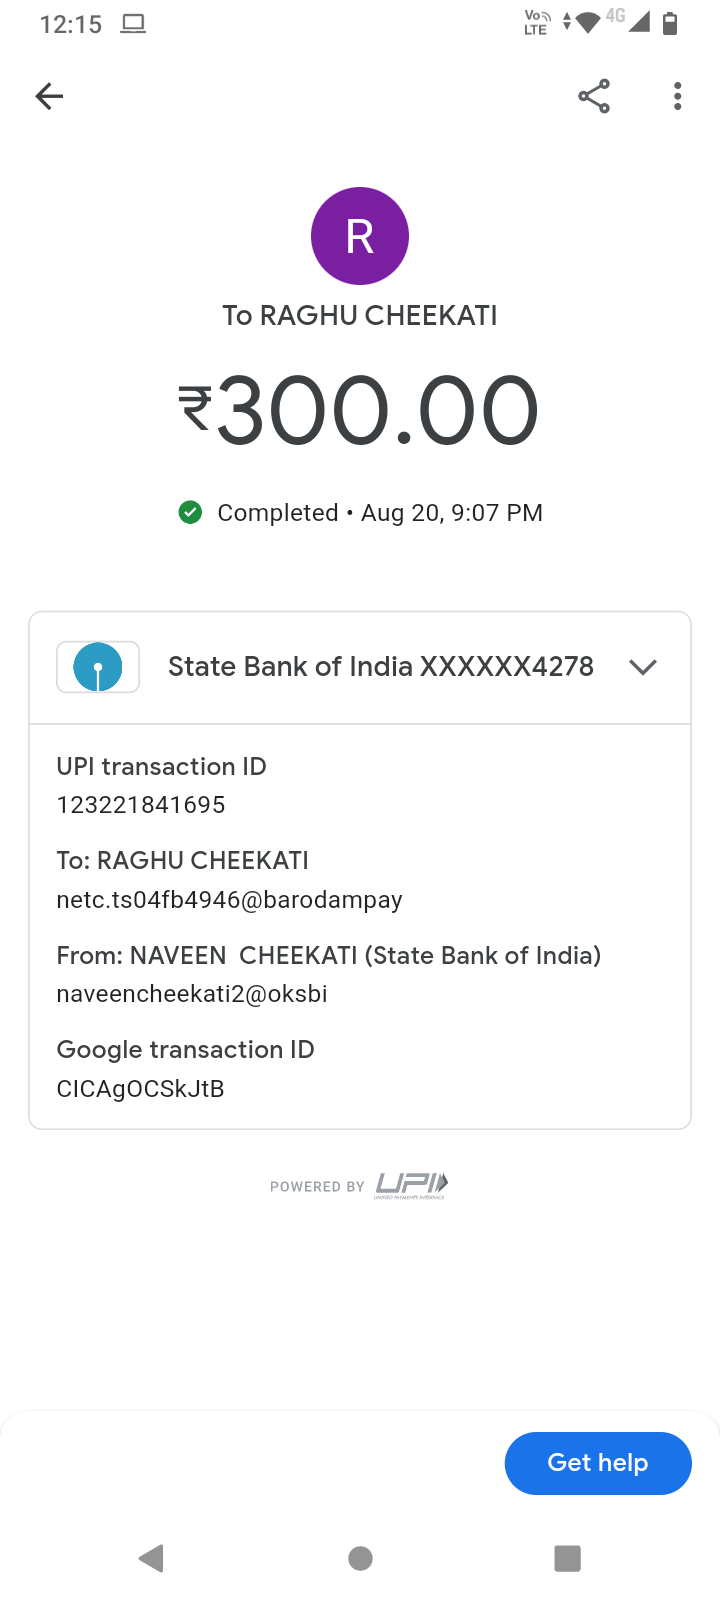 12:15
Vo LTE 4G
R
To RAGHU CHEEKATI
₹300.00
Completed • Aug 20, 9:07 PM
State Bank of India XXXXXX4278
UPI transaction ID
123221841695
To: RAGHU CHEEKATI
netc.ts04fb4946@barodampay
From: NAVEEN  CHEEKATI (State Bank of India)
naveencheekati2@oksbi
Google transaction ID
CICAgOCSkJtB
POWERED BY UPI
UNIFIED PAYMENTS INTERFACE
Get help